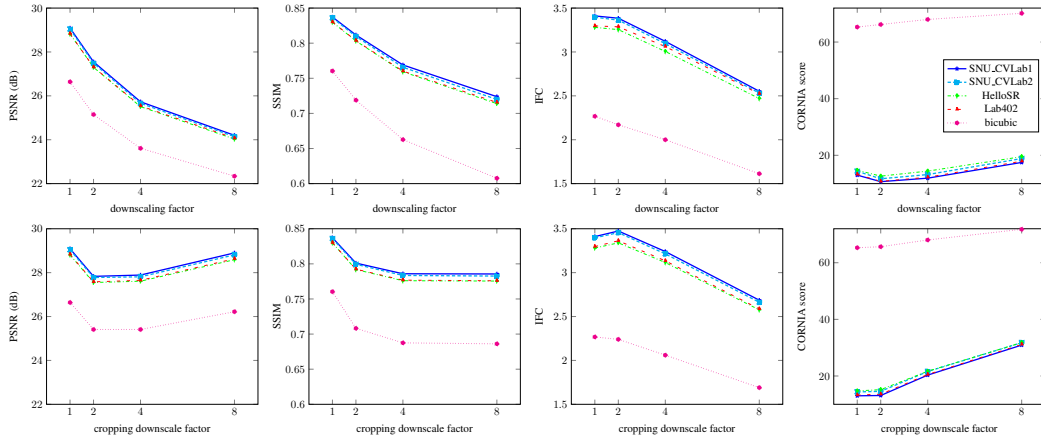 30
28
26
24
22
PSNR (dB)
1 2 4 8
downscaling factor
0.85
0.8
0.75
0.7
0.65
0.6
SSIM
1 2 4 8
downscaling factor
3.5
3
2.5
2
1.5
IFC
1 2 4 8
downscaling factor
60
40
20
CORNIA score
1 2 4 8
downscaling factor
SNU_CVLab1
SNU_CVLab2
HelloSR
Lab402
bicubic
30
28
26
24
22
PSNR (dB)
1 2 4 8
cropping downscale factor
0.85
0.8
0.75
0.7
0.65
0.6
SSIM
1 2 4 8
cropping downscale factor
3.5
3
2.5
2
1.5
IFC
1 2 4 8
cropping downscale factor
60
40
20
CORNIA score
1 2 4 8
cropping downscale factor